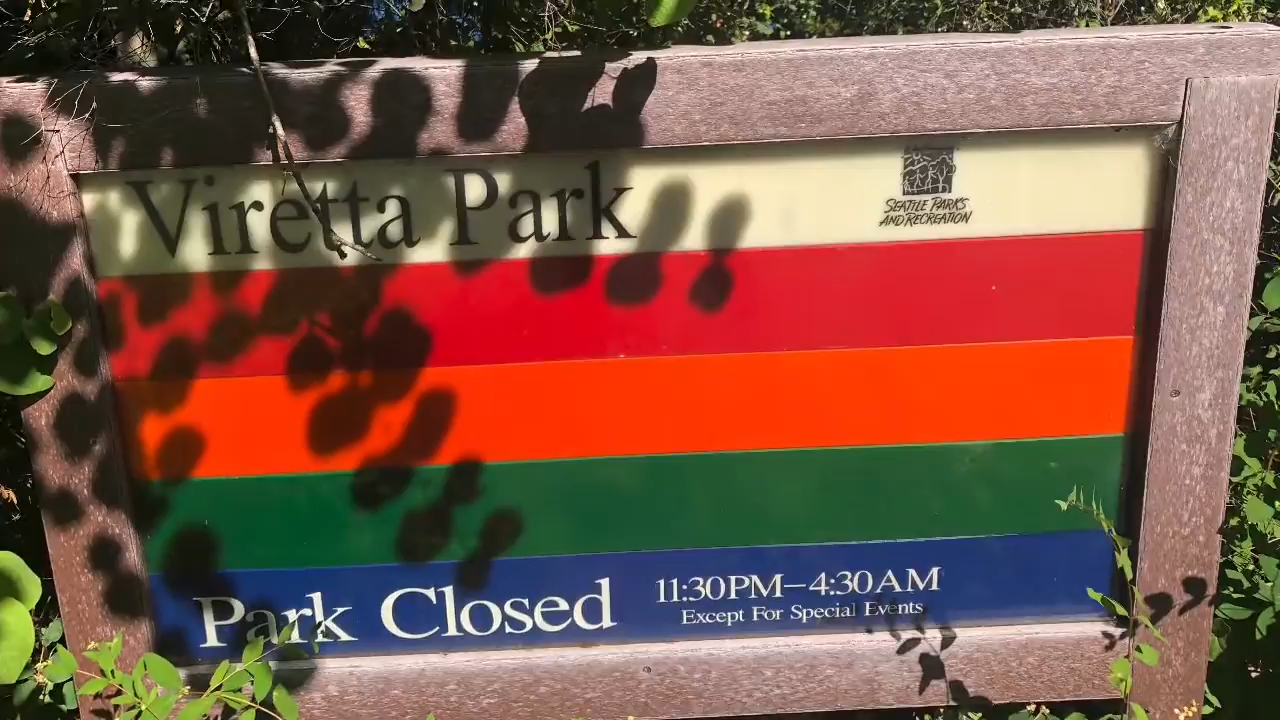 Viretta Park
SEATTLE PARKS
AND RECREATION
Park Closed 11:30PM–4:30AM
Except For Special Events